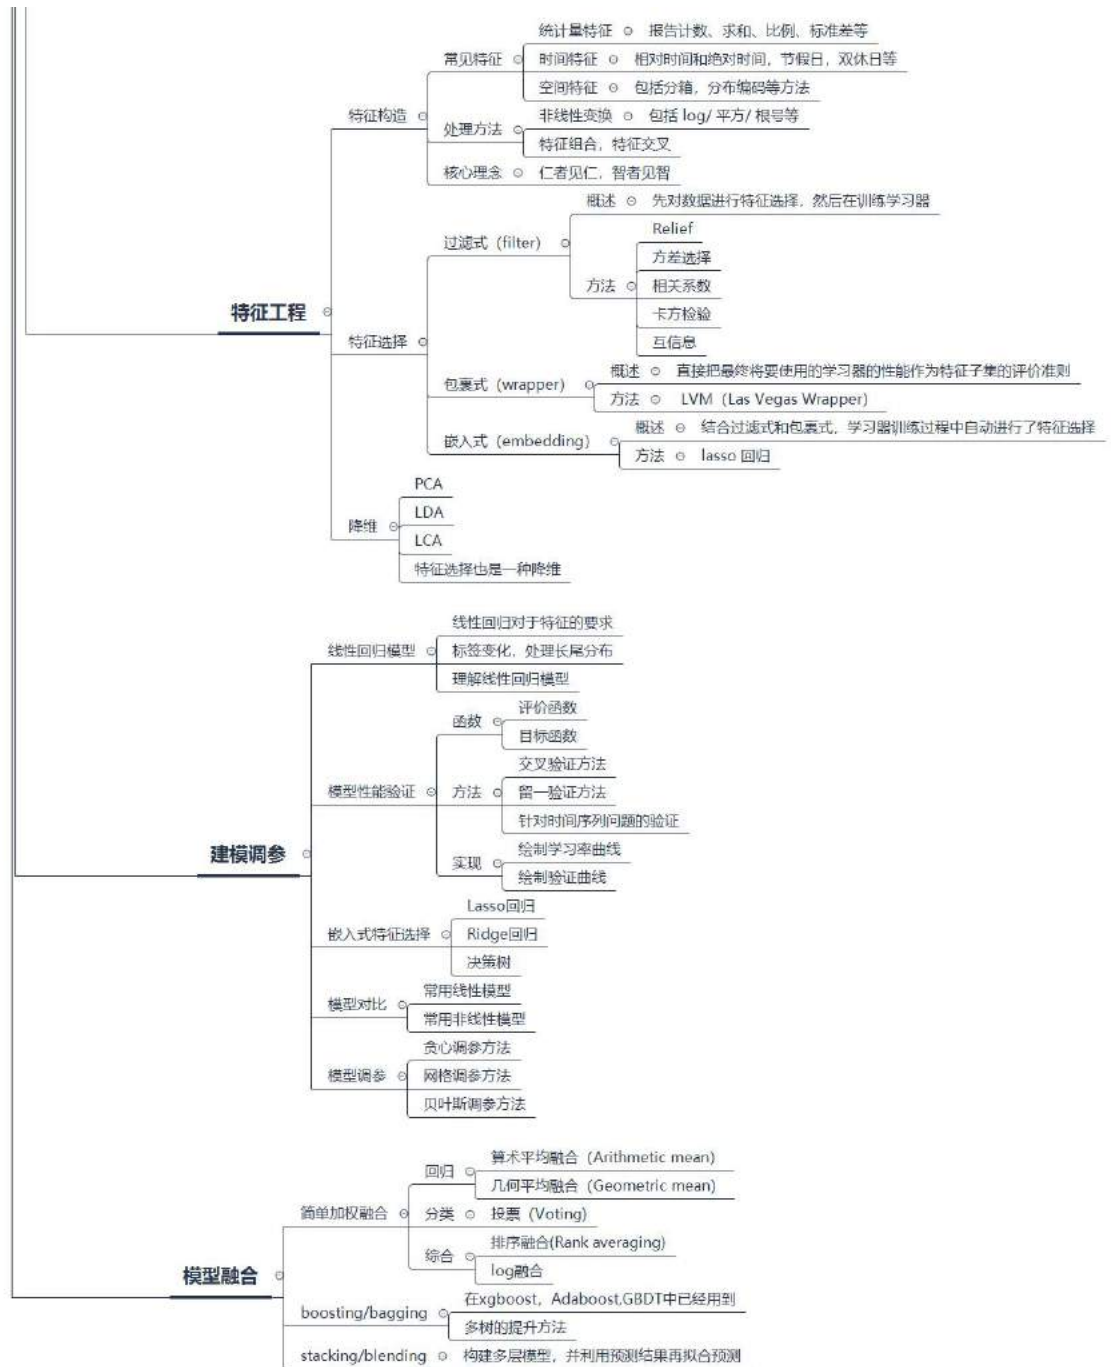 统计量特征 报告计数、求和、比例、标准差等
常见特征 时间特征 相对时间和绝对时间，节假日，双休日等
空间特征 包括分箱，分布编码等方法
特征构造
非线性变换 包括 log/ 平方/ 根号等
处理方法
特征组合，特征交叉
核心理念 仁者见仁，智者见智
概述 先对数据进行特征选择，然后在训练学习器
过滤式（filter）
Relief
方差选择
方法 相关系数
卡方检验
互信息
特征工程
特征选择
概述 直接把最终将要使用的学习器的性能作为特征子集的评价准则
包裹式（wrapper）
方法 LVM（Las Vegas Wrapper）
概述 结合过滤式和包裹式，学习器训练过程中自动进行了特征选择
嵌入式（embedding）
方法 lasso 回归
PCA
LDA
降维
LCA
特征选择也是一种降维
线性回归对于特征的要求
线性回归模型 标签变化，处理长尾分布
理解线性回归模型
评价函数
函数
目标函数
交叉验证方法
模型性能验证 方法 留一验证方法
针对时间序列问题的验证
建模调参
绘制学习率曲线
实现
绘制验证曲线
Lasso回归
嵌入式特征选择 Ridge回归
决策树
常用线性模型
模型对比
常用非线性模型
贪心调参方法
模型调参 网格调参方法
贝叶斯调参方法
算术平均融合（Arithmetic mean）
回归
几何平均融合（Geometric mean）
简单加权融合 分类 投票（Voting)
排序融合(Rank averaging)
综合
log融合
模型融合
在xgboost，Adaboost,GBDT中已经用到
boosting/bagging
多树的提升方法
stacking/blending 构建多层模型，并利用预测结果再拟合预测